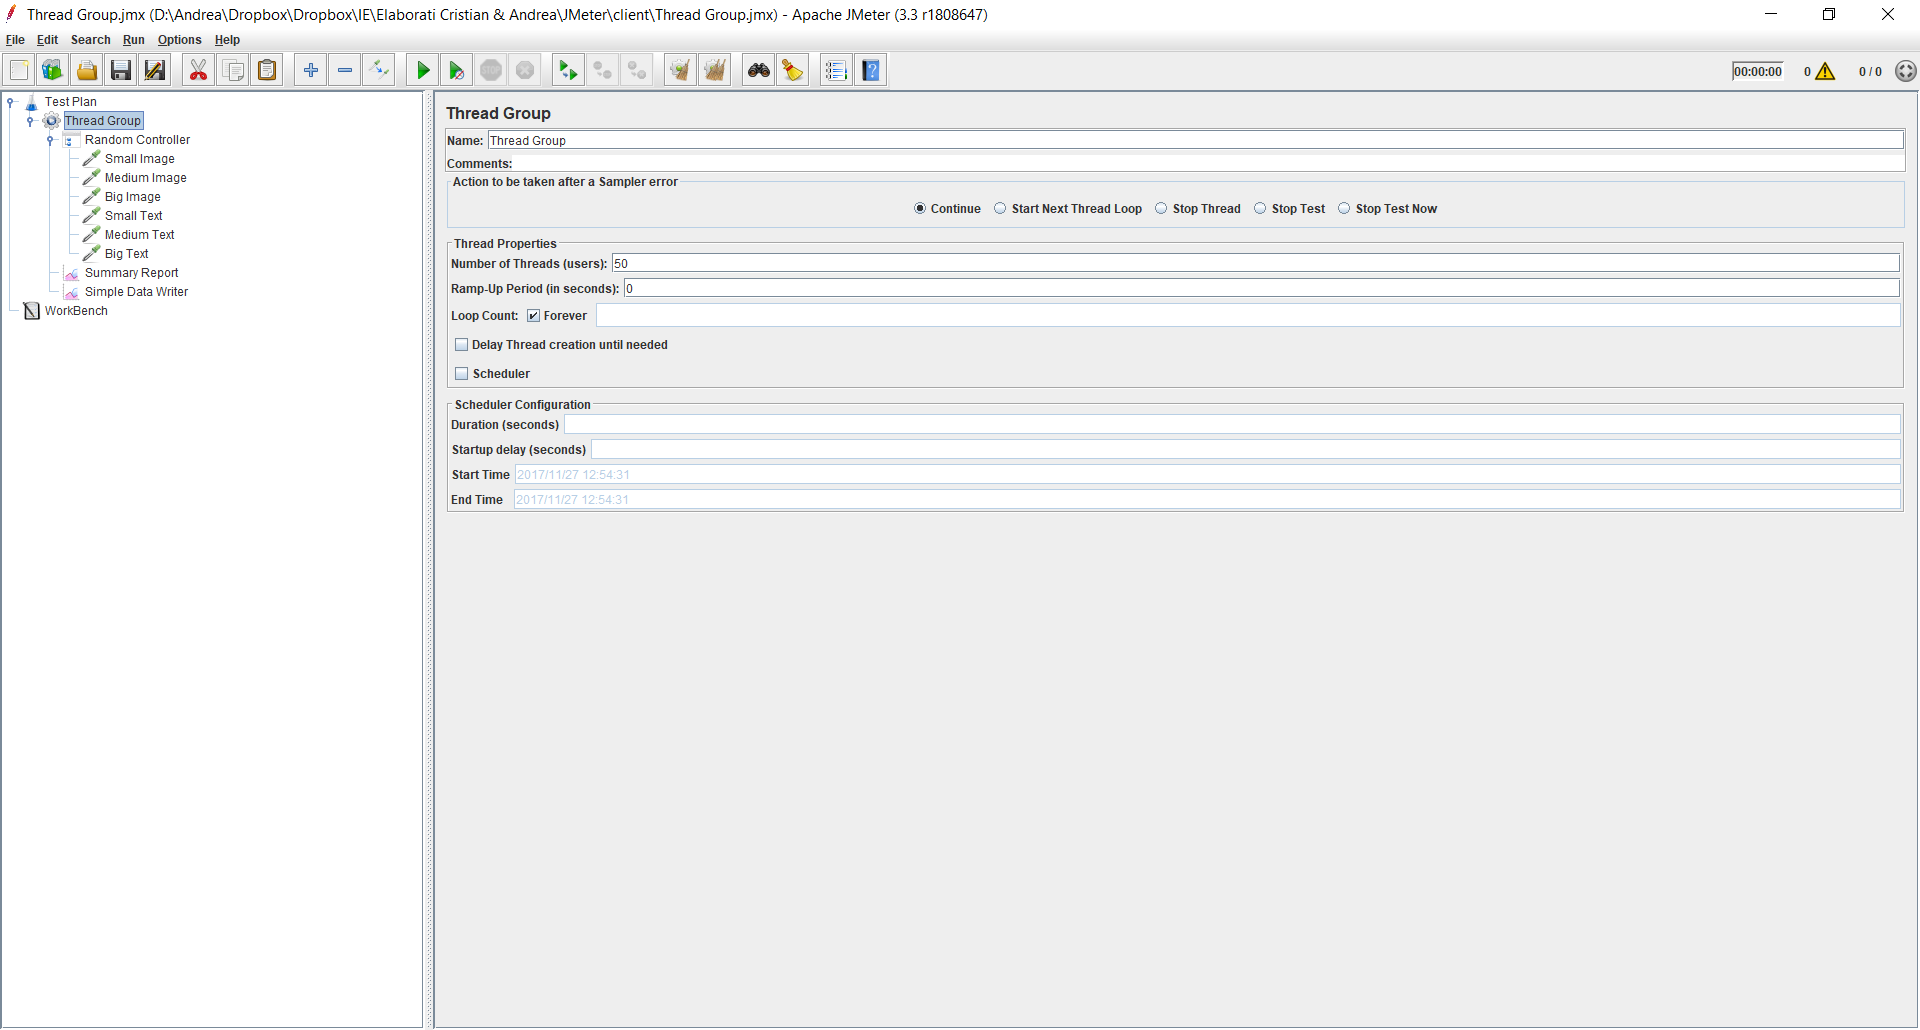 Thread Group.jmx (D:\Andrea\Dropbox\Dropbox\IE\Elaborati Cristian & Andrea\JMeter\client\Thread Group.jmx) - Apache JMeter (3.3 r1808647)
File Edit Search Run Options Help
STOP
00:00:00 0 0 / 0
Test Plan
Thread Group
Random Controller
Small Image
Medium Image
Big Image
Small Text
Medium Text
Big Text
Summary Report
Simple Data Writer
WorkBench
Thread Group
Name: Thread Group
Comments:
Action to be taken after a Sampler error
Continue Start Next Thread Loop Stop Thread Stop Test Stop Test Now
Thread Properties
Number of Threads (users): 50
Ramp-Up Period (in seconds): 0
Loop Count: Forever
Delay Thread creation until needed
Scheduler
Scheduler Configuration
Duration (seconds)
Startup delay (seconds)
Start Time 2017/11/27 12:54:31
End Time 2017/11/27 12:54:31